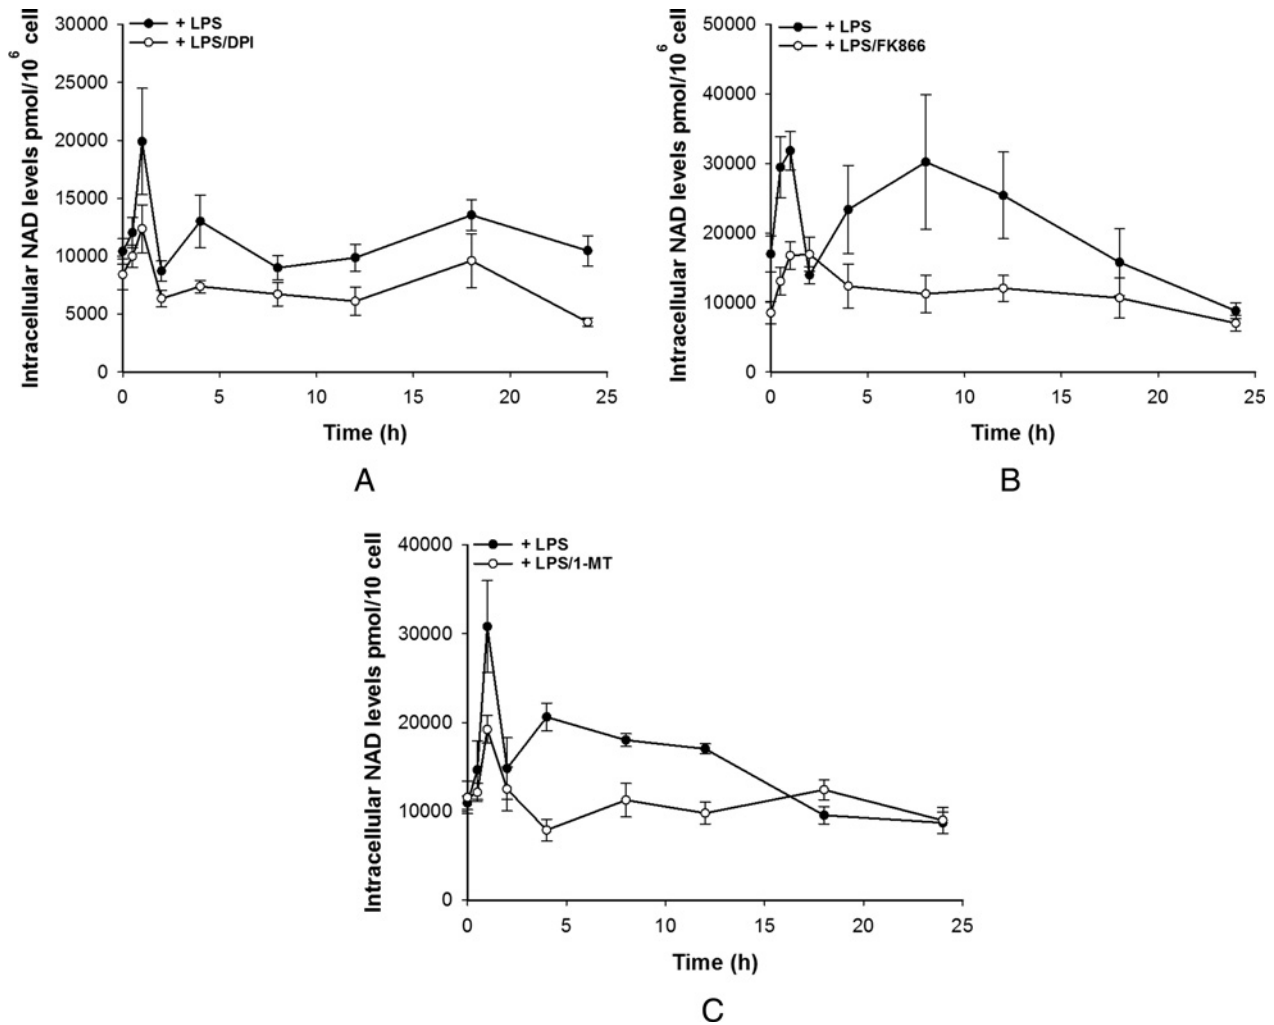 Intracellular NAD levels pmol/10⁶ cell
+ LPS
+ LPS/DPI
30000
25000
20000
15000
10000
5000
0
0 5 10 15 20 25
Time (h)
A
Intracellular NAD levels pmol/10⁶ cell
+ LPS
+ LPS/FK866
50000
40000
30000
20000
10000
0
0 5 10 15 20 25
Time (h)
B
Intracellular NAD levels pmol/10 cell
+ LPS
+ LPS/1-MT
40000
30000
20000
10000
0
0 5 10 15 20 25
Time (h)
C